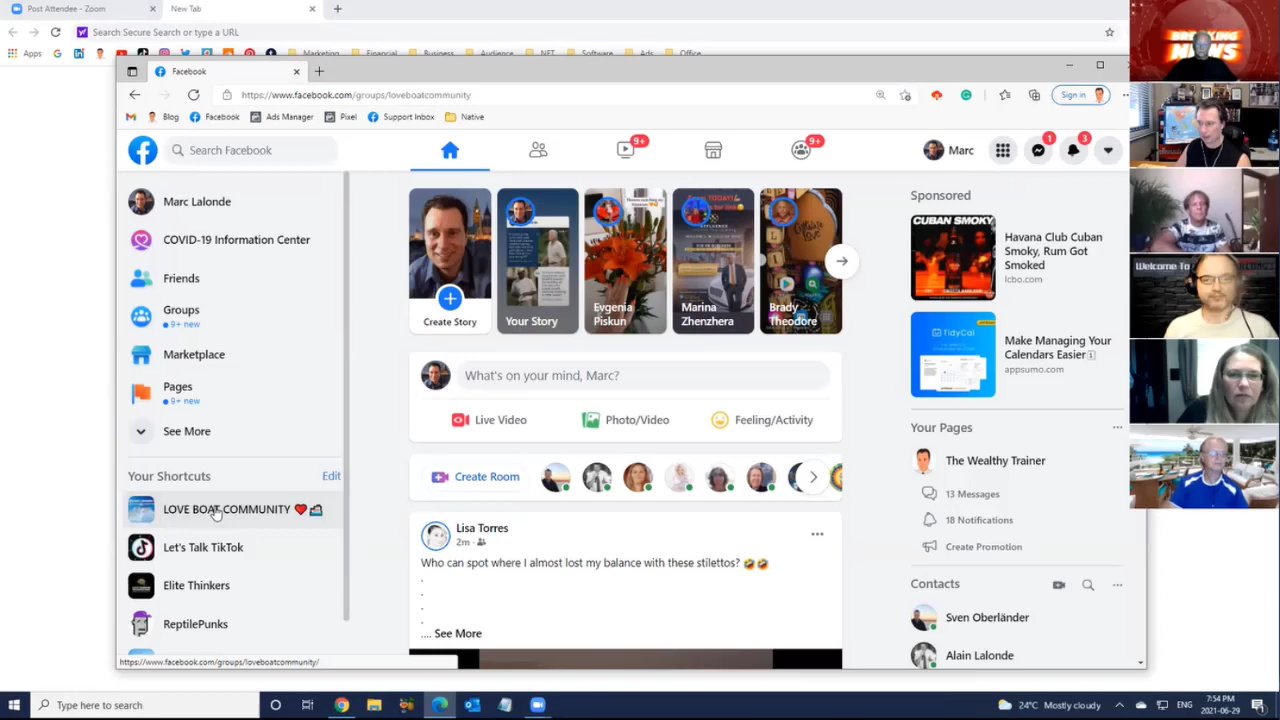 Post Attendee - Zoom
New Tab
Search Secure Search or type a URL
Apps
Marketing
Financial
Business
Audience
NFT
Software
Ads
Office
Facebook
https://www.facebook.com/groups/loveboatcommunity
Sign in
Blog
Facebook
Ads Manager
Pixel
Support Inbox
Native
Search Facebook
9+
9+
Marc
1
3
Marc Lalonde
COVID-19 Information Center
Friends
Groups
9+ new
Marketplace
Pages
9+ new
See More
Your Shortcuts
Edit
LOVE BOAT COMMUNITY
Let's Talk TikTok
Elite Thinkers
ReptilePunks
https://www.facebook.com/groups/loveboatcommunity/
Create Story
Your Story
Evgenia
Piskun
Marina
Zhenzhera
Brady
Theodore
What's on your mind, Marc?
Live Video
Photo/Video
Feeling/Activity
Create Room
Lisa Torres
2m
Who can spot where I almost lost my balance with these stilettos? 🤣🤣
.
.
.
.... See More
Sponsored
CUBAN SMOKY
Havana Club Cuban
Smoky, Rum Got
Smoked
lcbo.com
TidyCal
Make Managing Your
Calendars Easier
appsumo.com
Your Pages
The Wealthy Trainer
13 Messages
18 Notifications
Create Promotion
Contacts
Sven Oberländer
Alain Lalonde
BREAKING
NEWS
Welcome To
Type here to search
24°C Mostly cloudy
ENG
7:54 PM
2021-06-29
1